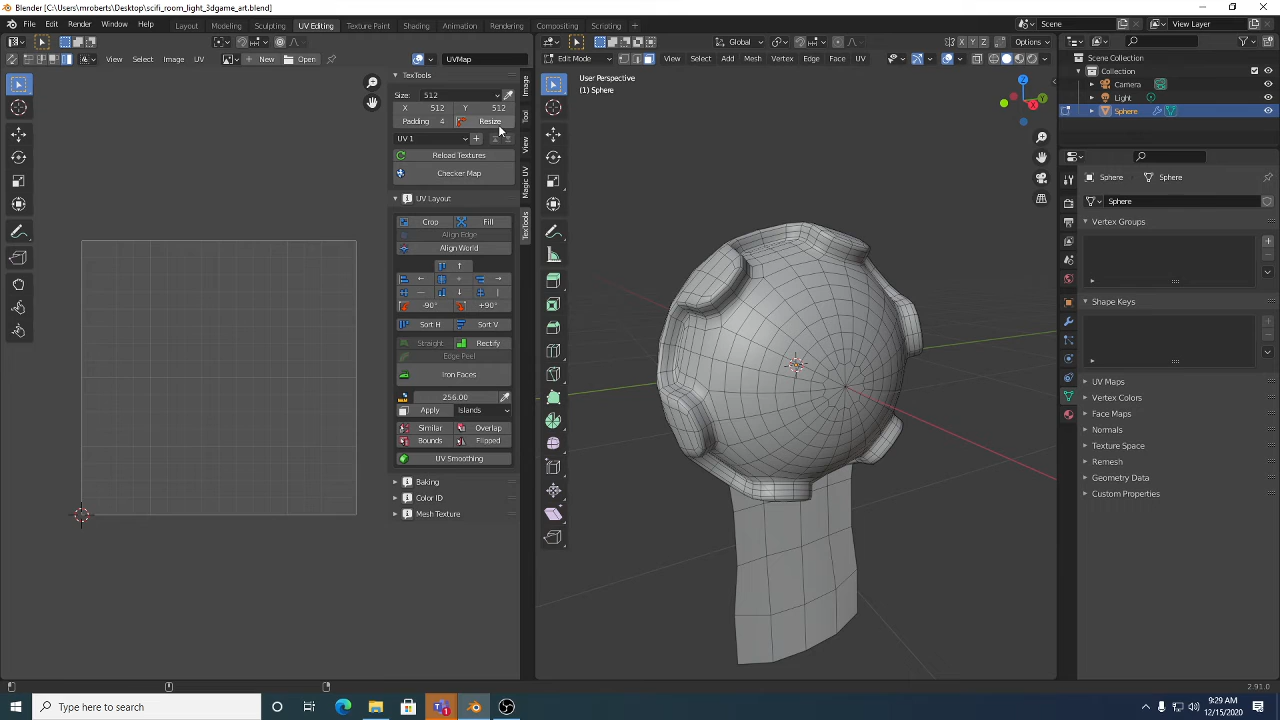 Blender [C:\Users\mroberts\Desktop\scifi_room_light_3dgame_art.blend]
File Edit Render Window Help Layout Modeling Sculpting UV Editing Texture Paint Shading Animation Rendering Compositing Scripting Scene View Layer
Global Options
View Select Image UV New Open UVMap Edit Mode View Select Add Mesh Vertex Edge Face UV
TextTools
Size: 512
X 512 Y 512
Padding 4 Resize
UV 1
Reload Textures
Checker Map
UV Layout
Crop Fill
Align Edge
Align World
-90° +90°
Sort H Sort V
Straight Rectify
Edge Peel
Iron Faces
256.00
Apply Islands
Similar Overlap
Bounds Flipped
UV Smoothing
Baking
Color ID
Mesh Texture
Image
Tool
View
Magic UV
TexTools
User Perspective
(1) Sphere
X Y Z
Z
Y
X
Scene Collection
Collection
Camera
Light
Sphere
Sphere Sphere
Sphere
Vertex Groups
Shape Keys
UV Maps
Vertex Colors
Face Maps
Normals
Texture Space
Remesh
Geometry Data
Custom Properties
2.91.0
Type here to search
9:29 AM
12/15/2020